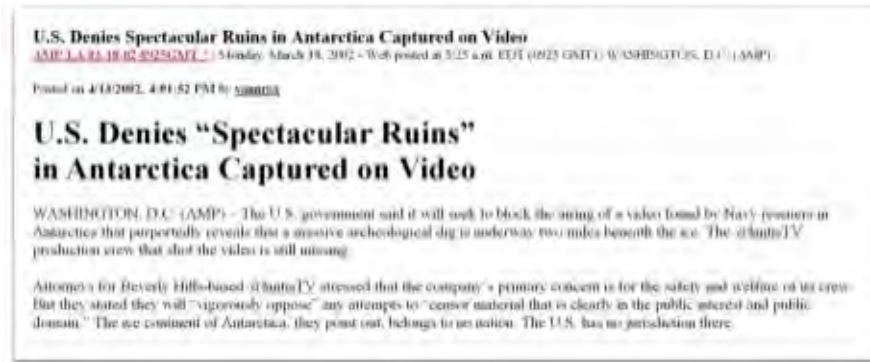 U.S. Denies Spectacular Ruins in Antarctica Captured on Video
Monday, March 18, 2002 - Web posted at 5:25 a.m. EDT (0925 GMT) WASHINGTON, D.C. (AMP)
Posted on 4/13/2002, 4:01:52 PM by
U.S. Denies “Spectacular Ruins”
in Antarctica Captured on Video
WASHINGTON, D.C. (AMP) - The U.S. government said it will seek to block the airing of a video found by Navy rescuers in
Antarctica that purportedly reveals that a massive archeological dig is underway two miles beneath the ice. The
production crew that shot the video is still missing.
Attorneys for Beverly Hills-based stressed that the company's primary concern is for the safety and welfare of its crew.
But they stated they will “vigorously oppose” any attempts to “censor material that is clearly in the public interest and public
domain.” The ice continent of Antarctica, they point out, belongs to no nation. The U.S. has no jurisdiction there.